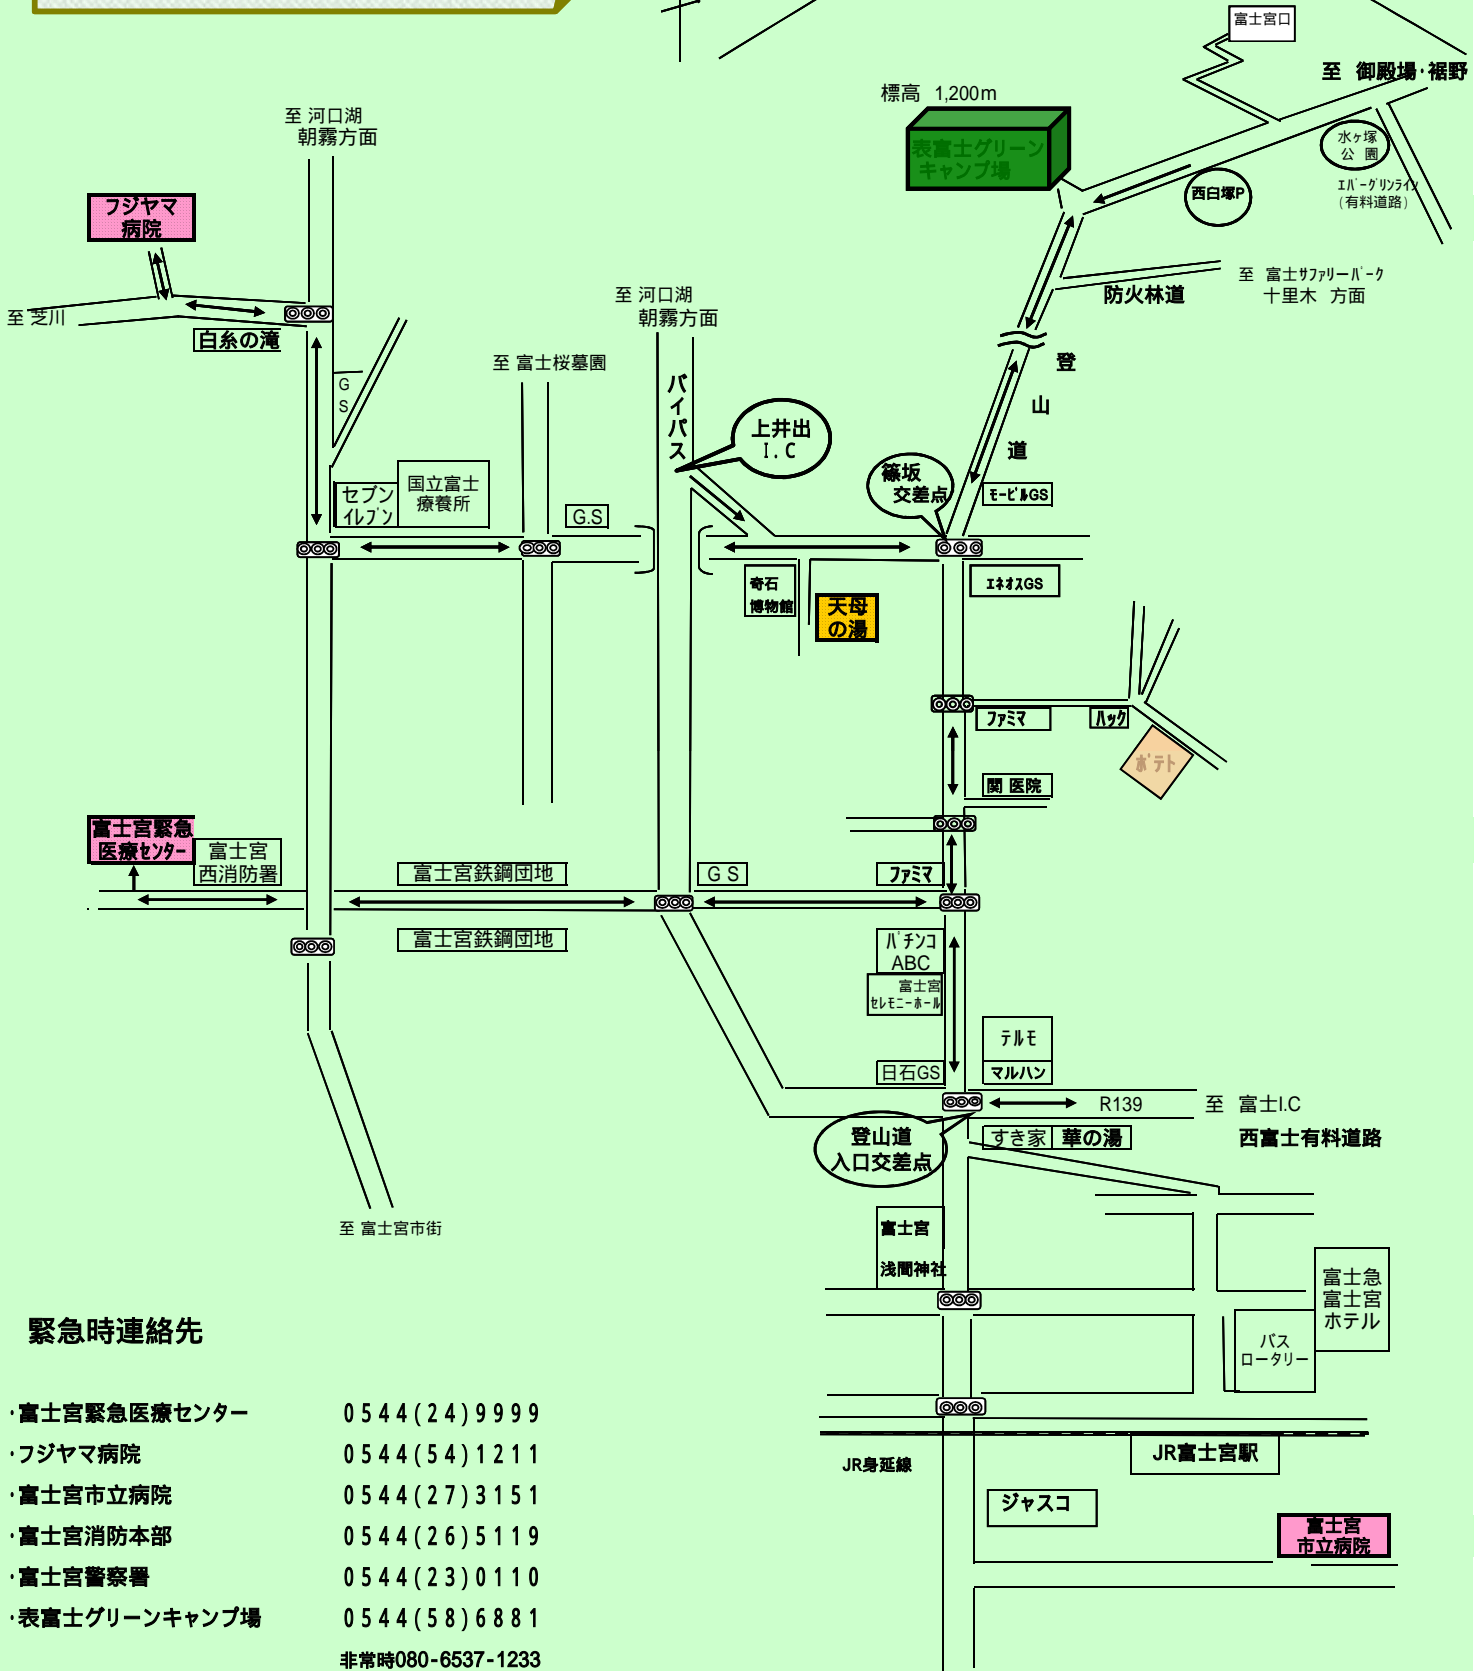 富士宮口
至 御殿場・裾野
標高 1,200m
表富士グリーン
キャンプ場
水ヶ塚
公 園
エバーグリンライン
(有料道路)
西臼塚P
至 河口湖
朝霧方面
フジヤマ
病院
至 芝川
白糸の滝
至 富士サファリーパーク
十里木 方面
防火林道
至 河口湖
朝霧方面
至 富士桜墓園
バイパス
登
山
道
G
S
上井出
I.C
篠坂
交差点
モービルGS
セブン
イレブン
国立富士
療養所
G.S
奇石
博物館
天母
の湯
エネオスGS
ファミマ
ハック
ポテト
関 医院
富士宮緊急
医療センター
富士宮
西消防署
富士宮鉄鋼団地
G S
ファミマ
富士宮鉄鋼団地
パチンコ
ABC
富士宮
セレモニーホール
テルモ
日石GS
マルハン
R139
至 富士I.C
西富士有料道路
登山道
入口交差点
すき家
華の湯
至 富士宮市街
富士宮
浅間神社
富士急
富士宮
ホテル
バス
ロータリー
JR富士宮駅
JR身延線
ジャスコ
富士宮
市立病院
緊急時連絡先
・富士宮緊急医療センター 0544(24)9999
・フジヤマ病院 0544(54)1211
・富士宮市立病院 0544(27)3151
・富士宮消防本部 0544(26)5119
・富士宮警察署 0544(23)0110
・表富士グリーンキャンプ場 0544(58)6881
非常時080-6537-1233